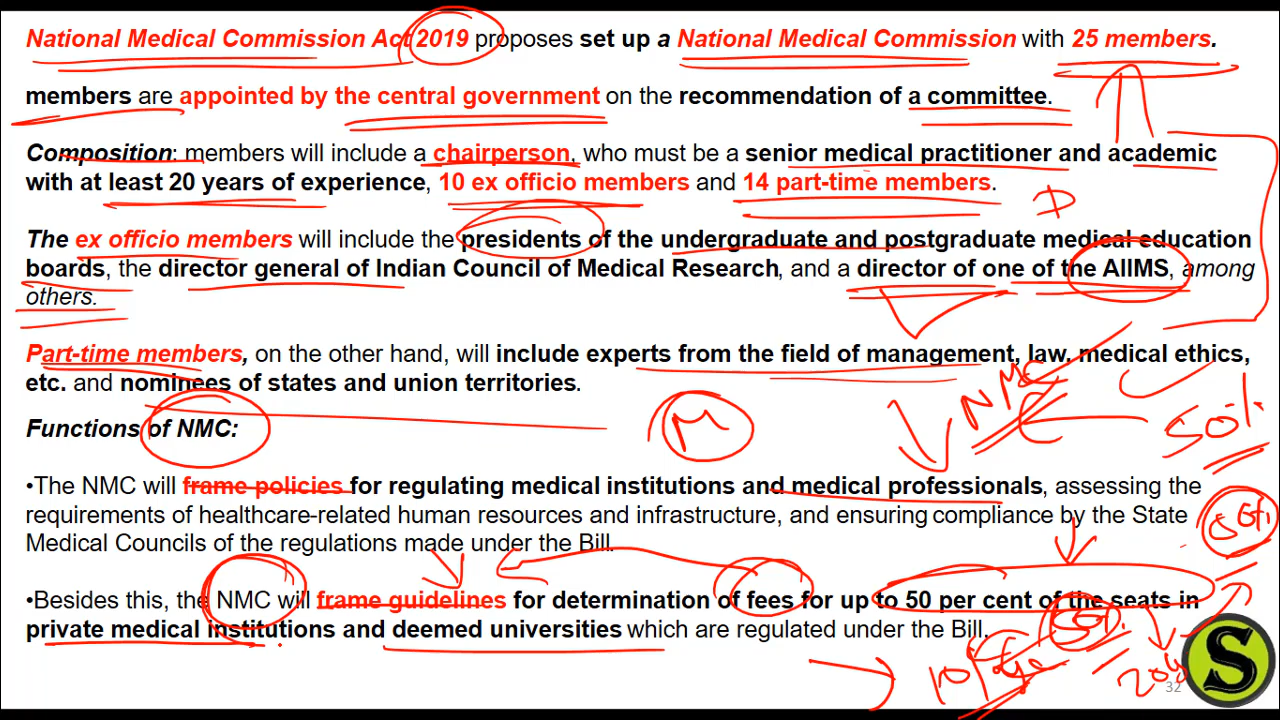 National Medical Commission Act 2019 proposes set up a National Medical Commission with 25 members.
members are appointed by the central government on the recommendation of a committee.
Composition: members will include a chairperson, who must be a senior medical practitioner and academic
with at least 20 years of experience, 10 ex officio members and 14 part-time members.
The ex officio members will include the presidents of the undergraduate and postgraduate medical education
boards, the director general of Indian Council of Medical Research, and a director of one of the AIIMS, among
others.
Part-time members, on the other hand, will include experts from the field of management, law, medical ethics,
etc. and nominees of states and union territories.
NMC
M
50%
Functions of NMC:
•The NMC will frame policies for regulating medical institutions and medical professionals, assessing the
requirements of healthcare-related human resources and infrastructure, and ensuring compliance by the State
Medical Councils of the regulations made under the Bill.
•Besides this, the NMC will frame guidelines for determination of fees for up to 50 per cent of the seats in
private medical institutions and deemed universities which are regulated under the Bill.
S
32